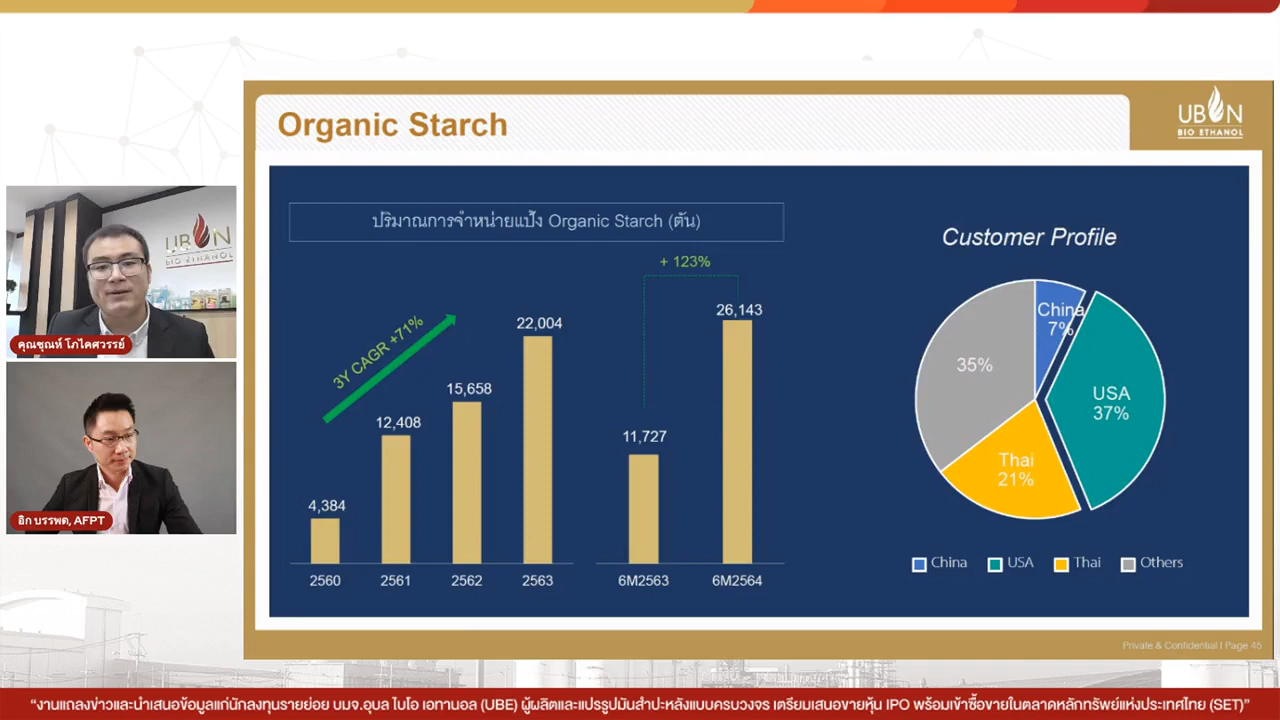 Organic Starch
UBON
BIO ETHANOL
ปริมาณการจำหน่ายแป้ง Organic Starch (ตัน)
+ 123%
3Y CAGR +71%
4,384
12,408
15,658
22,004
11,727
26,143
2560
2561
2562
2563
6M2563
6M2564
Customer Profile
China
7%
USA
37%
Thai
21%
35%
China
USA
Thai
Others
Private & Confidential | Page 45
UBON
BIO ETHANOL
คุณชุณห์ โภไคศวรรย์
อิก บรรพต, AFPT
“งานแถลงข่าวและนำเสนอข้อมูลแก่นักลงทุนรายย่อย บมจ.อุบล ไบโอ เอทานอล (UBE) ผู้ผลิตและแปรรูปมันสำปะหลังแบบครบวงจร เตรียมเสนอขายหุ้น IPO พร้อมเข้าซื้อขายในตลาดหลักทรัพย์แห่งประเทศไทย (SET)”